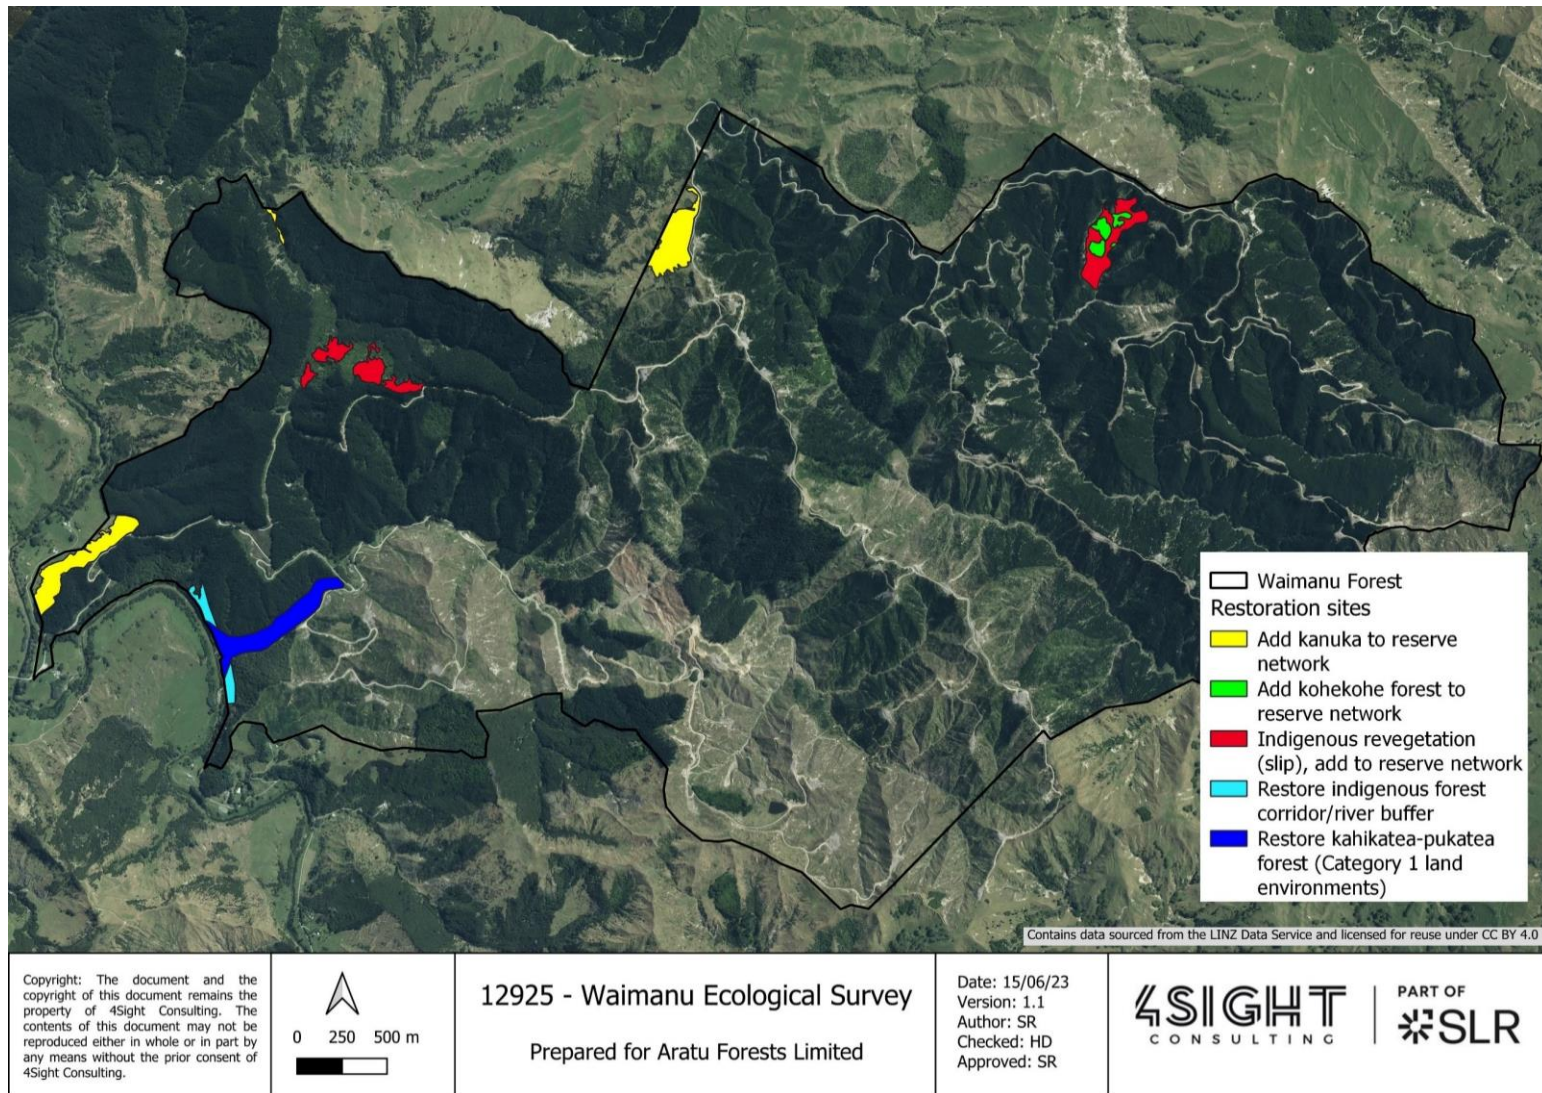 Waimanu Forest
Restoration sites
Add kanuka to reserve
network
Add kohekohe forest to
reserve network
Indigenous revegetation
(slip), add to reserve network
Restore indigenous forest
corridor/river buffer
Restore kahikatea-pukatea
forest (Category 1 land
environments)
Contains data sourced from the LINZ Data Service and licensed for reuse under CC BY 4.0
Copyright: The document and the
copyright of this document remains the
property of 4Sight Consulting. The
contents of this document may not be
reproduced either in whole or in part by
any means without the prior consent of
4Sight Consulting.
0 250 500 m
12925 - Waimanu Ecological Survey
Prepared for Aratu Forests Limited
Date: 15/06/23
Version: 1.1
Author: SR
Checked: HD
Approved: SR
4SIGHT
CONSULTING
PART OF
SLR